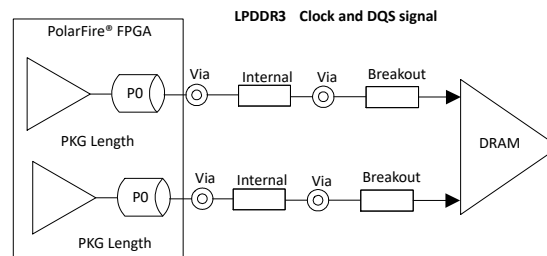 LPDDR3 Clock and DQS signal
PolarFire® FPGA
Via Internal Via Breakout
P0
PKG Length
DRAM
Via Internal Via Breakout
P0
PKG Length